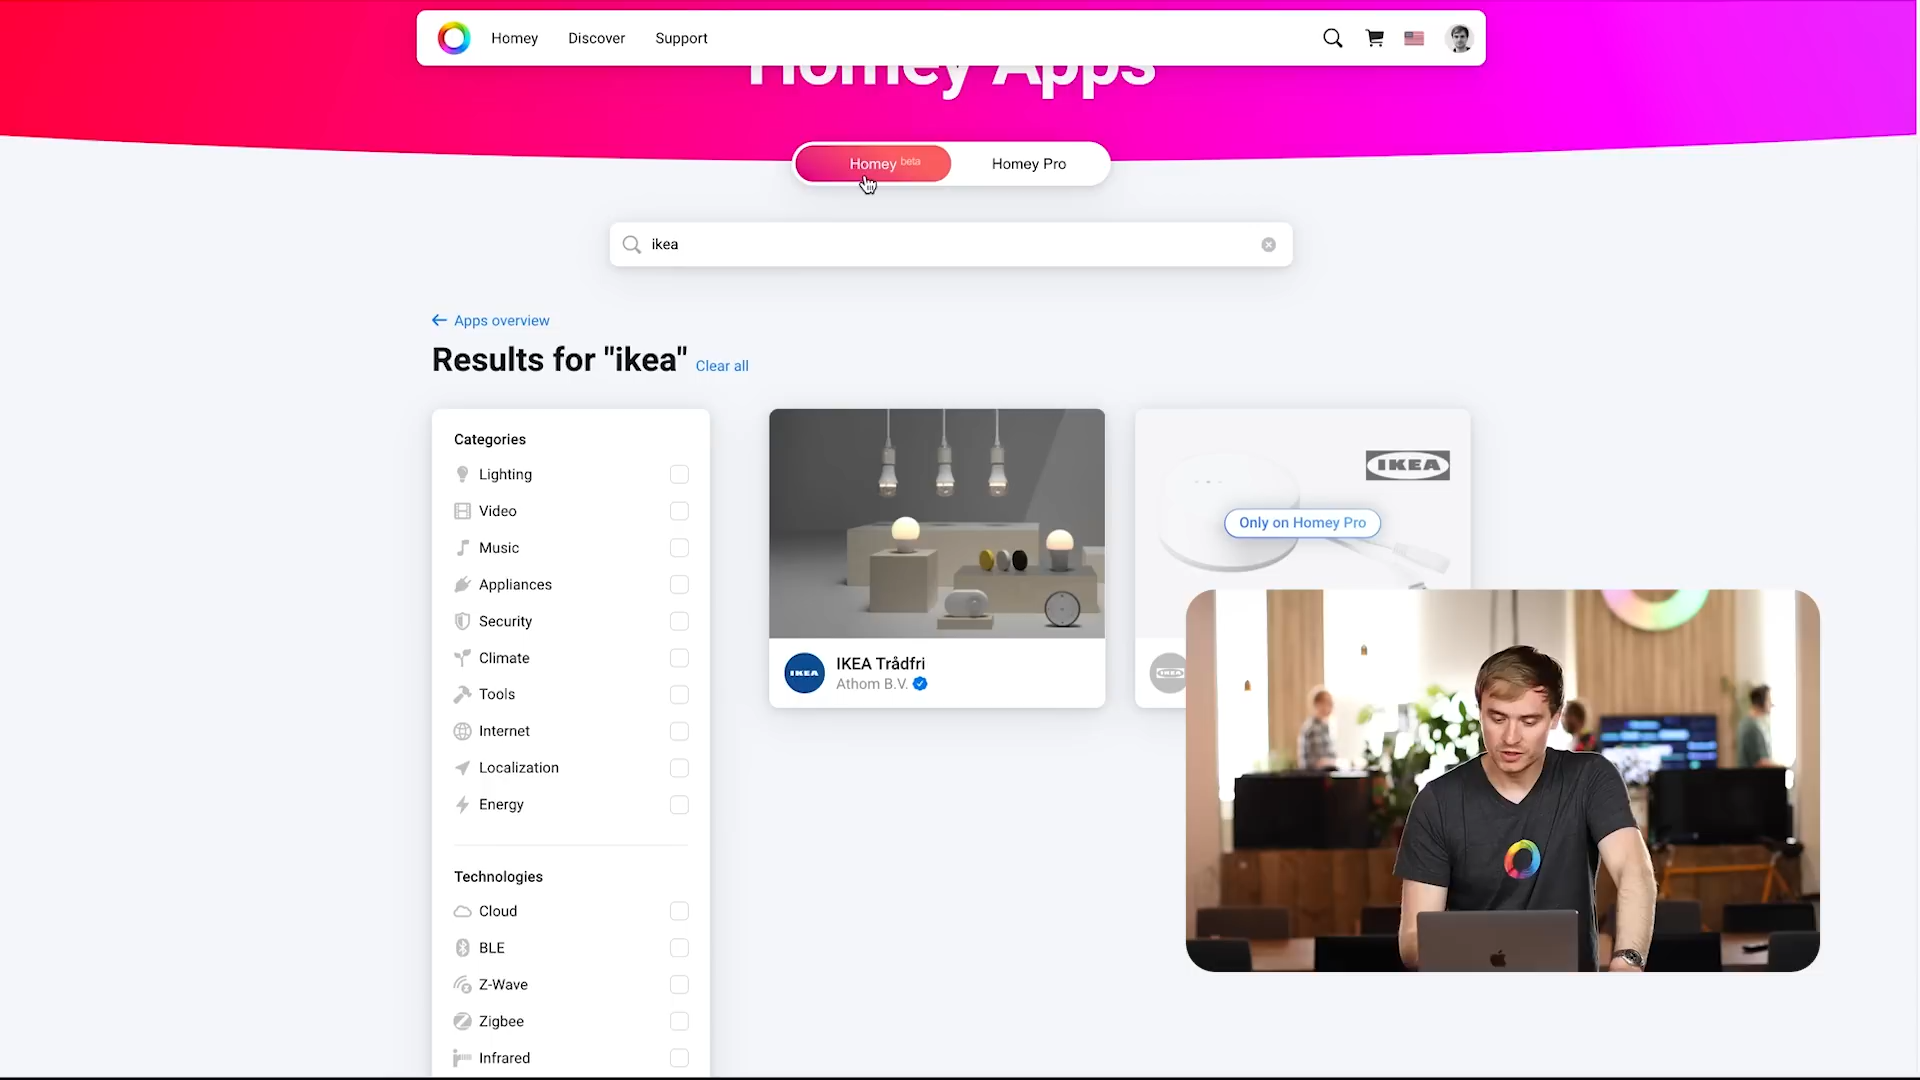 Homey
Discover
Support
Homey Apps
Homey beta
Homey Pro
ikea
Apps overview
Results for "ikea" Clear all
Categories
Lighting
Video
Music
Appliances
Security
Climate
Tools
Internet
Localization
Energy
Technologies
Cloud
BLE
Z-Wave
Zigbee
Infrared
IKEA
IKEA Trådfri
Athom B.V.
IKEA
Only on Homey Pro
IKEA